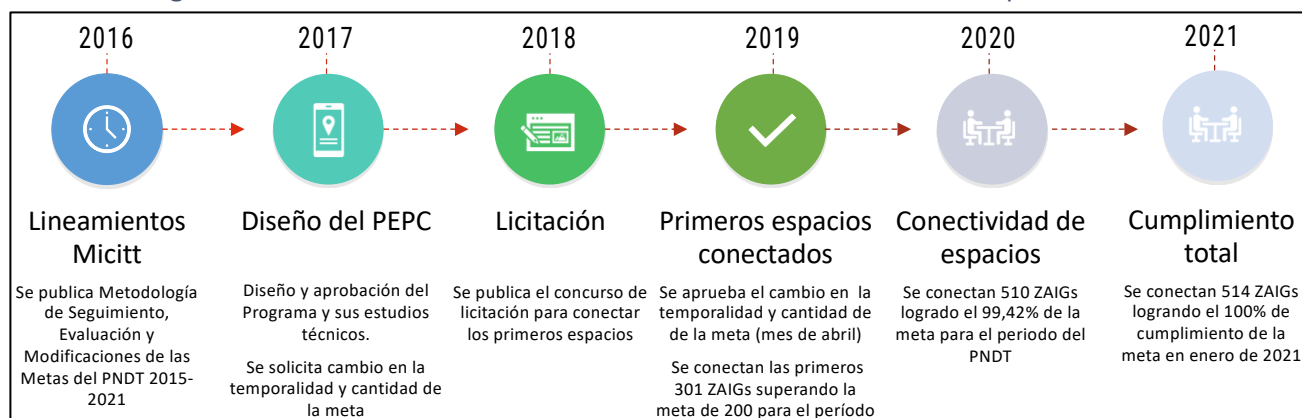 2016
2017
2018
2019
2020
2021
Lineamientos
Micitt
Se publica Metodología
de Seguimiento,
Evaluación y
Modificaciones de las
Metas del PNDT 2015-
2021
Diseño del PEPC
Diseño y aprobación del
Programa y sus estudios
técnicos.
Se solicita cambio en la
temporalidad y cantidad de
la meta
Licitación
Se publica el concurso de
licitación para conectar
los primeros espacios
Primeros espacios
conectados
Se aprueba el cambio en la
temporalidad y cantidad de
de la meta (mes de abril)
Se conectan las primeros
301 ZAIGs superando la
meta de 200 para el período
Conectividad de
espacios
Se conectan 510 ZAIGs
logrado el 99,42% de la
meta para el periodo del
PNDT
Cumplimiento
total
Se conectan 514 ZAIGs
logrando el 100% de
cumplimiento de la
meta en enero de 2021